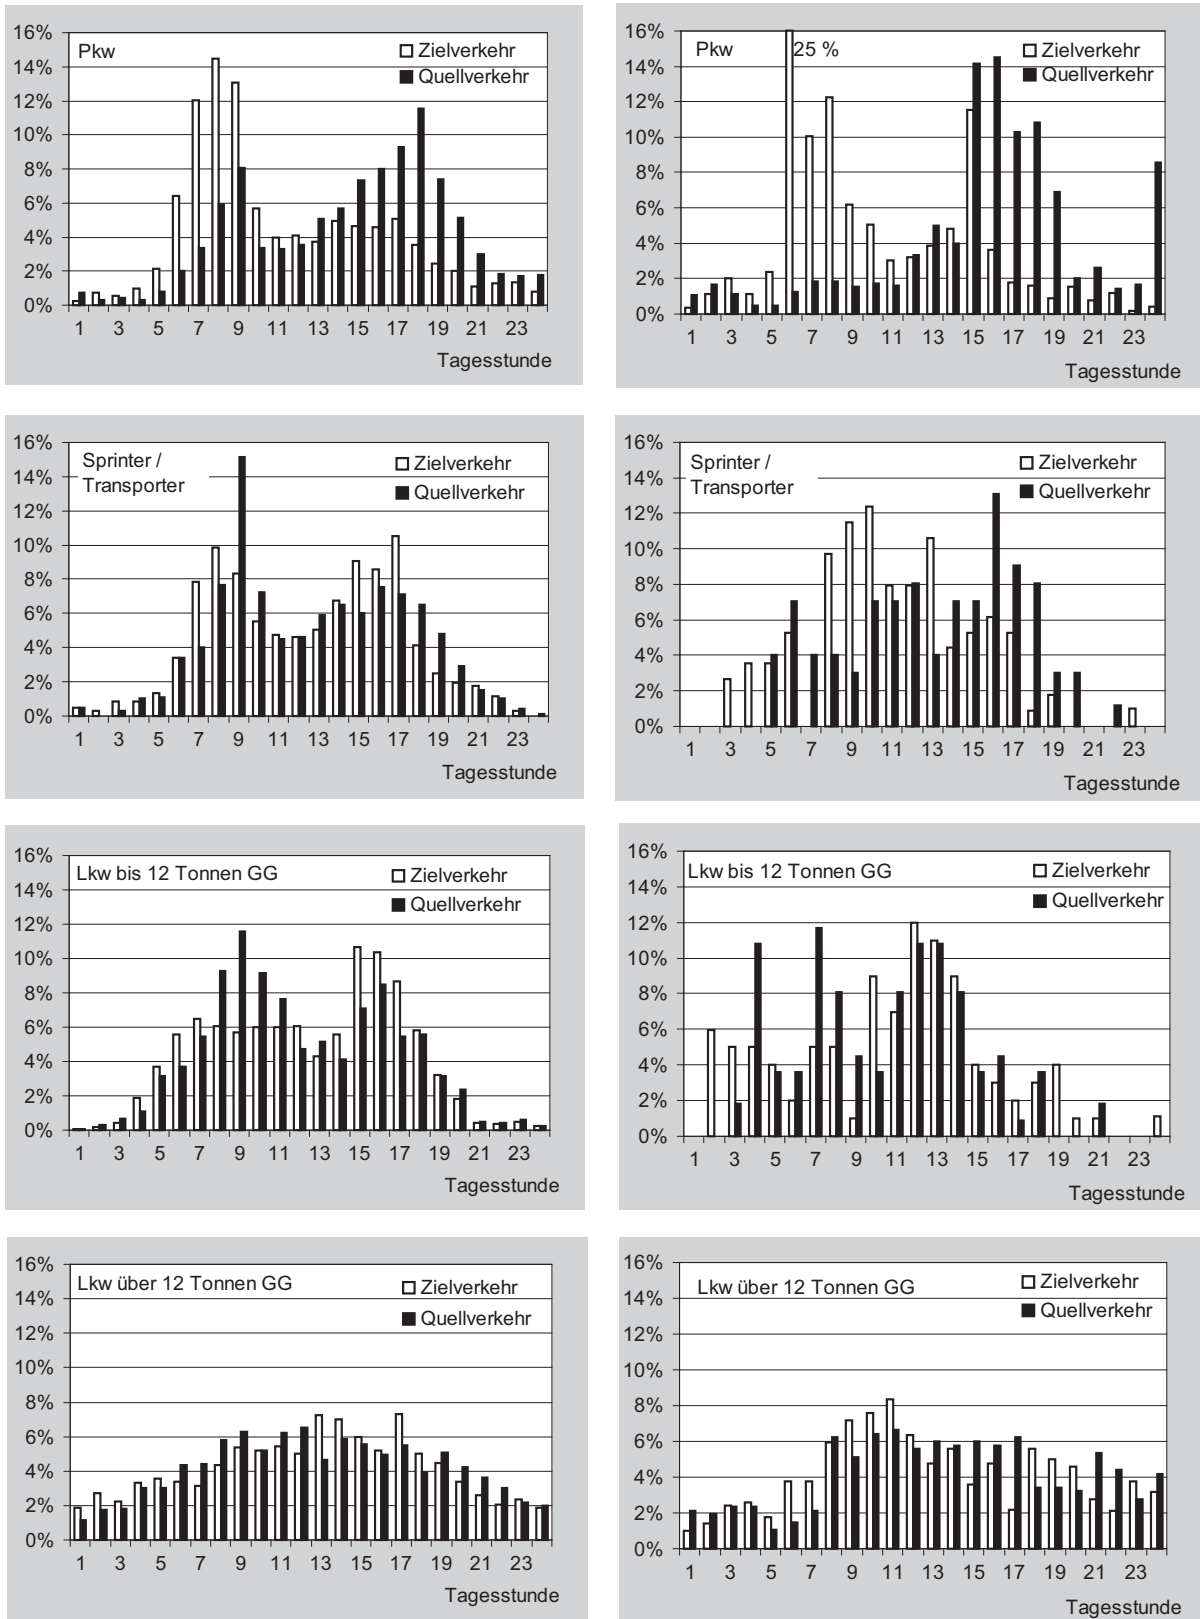 16%
14%
12%
10%
8%
6%
4%
2%
0%
Pkw
Zielverkehr
Quellverkehr
1 3 5 7 9 11 13 15 17 19 21 23
Tagesstunde
16%
14%
12%
10%
8%
6%
4%
2%
0%
Pkw 25 %
Zielverkehr
Quellverkehr
1 3 5 7 9 11 13 15 17 19 21 23
Tagesstunde
16%
14%
12%
10%
8%
6%
4%
2%
0%
Sprinter /
Transporter
Zielverkehr
Quellverkehr
1 3 5 7 9 11 13 15 17 19 21 23
Tagesstunde
16%
14%
12%
10%
8%
6%
4%
2%
0%
Sprinter /
Transporter
Zielverkehr
Quellverkehr
1 3 5 7 9 11 13 15 17 19 21 23
Tagesstunde
16%
14%
12%
10%
8%
6%
4%
2%
0%
Lkw bis 12 Tonnen GG
Zielverkehr
Quellverkehr
1 3 5 7 9 11 13 15 17 19 21 23
Tagesstunde
16%
14%
12%
10%
8%
6%
4%
2%
0%
Lkw bis 12 Tonnen GG
Zielverkehr
Quellverkehr
1 3 5 7 9 11 13 15 17 19 21 23
Tagesstunde
16%
14%
12%
10%
8%
6%
4%
2%
0%
Lkw über 12 Tonnen GG
Zielverkehr
Quellverkehr
1 3 5 7 9 11 13 15 17 19 21 23
Tagesstunde
16%
14%
12%
10%
8%
6%
4%
2%
0%
Lkw über 12 Tonnen GG
Zielverkehr
Quellverkehr
1 3 5 7 9 11 13 15 17 19 21 23
Tagesstunde